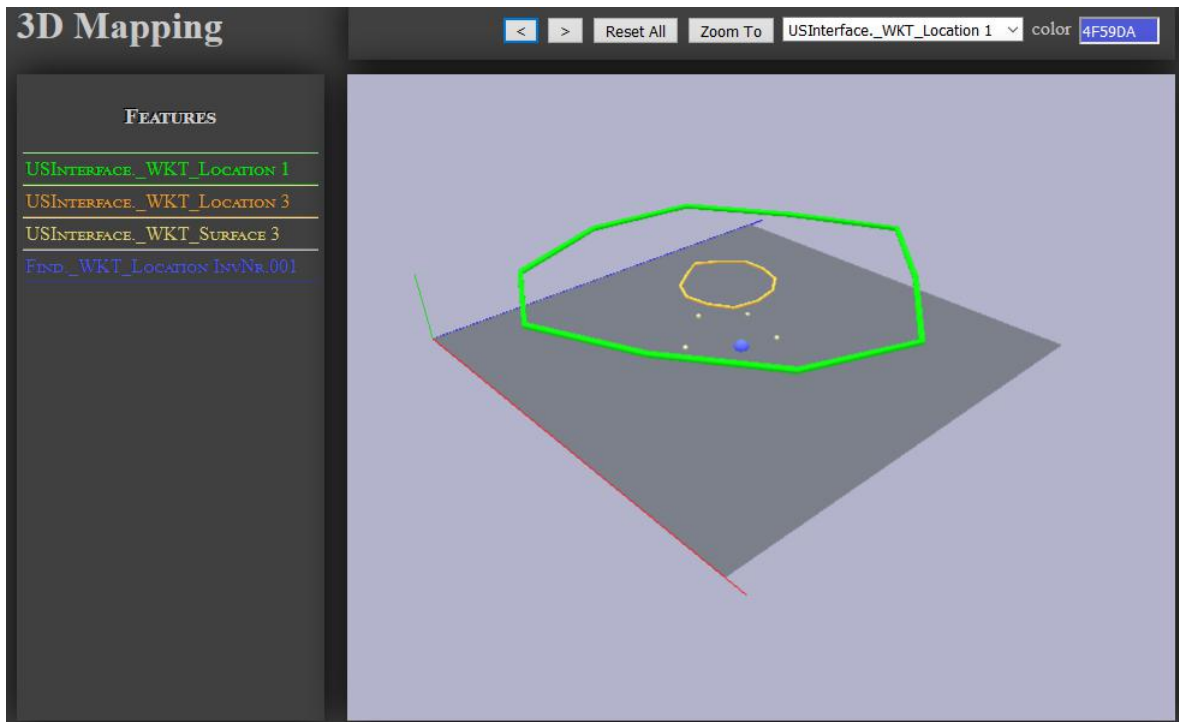 3D Mapping
< > Reset All Zoom To USInterface._WKT_Location 1 color 4F59DA
Features
USInterface._WKT_Location 1
USInterface._WKT_Location 3
USInterface._WKT_Surface 3
Find._WKT_Location InvNr.001